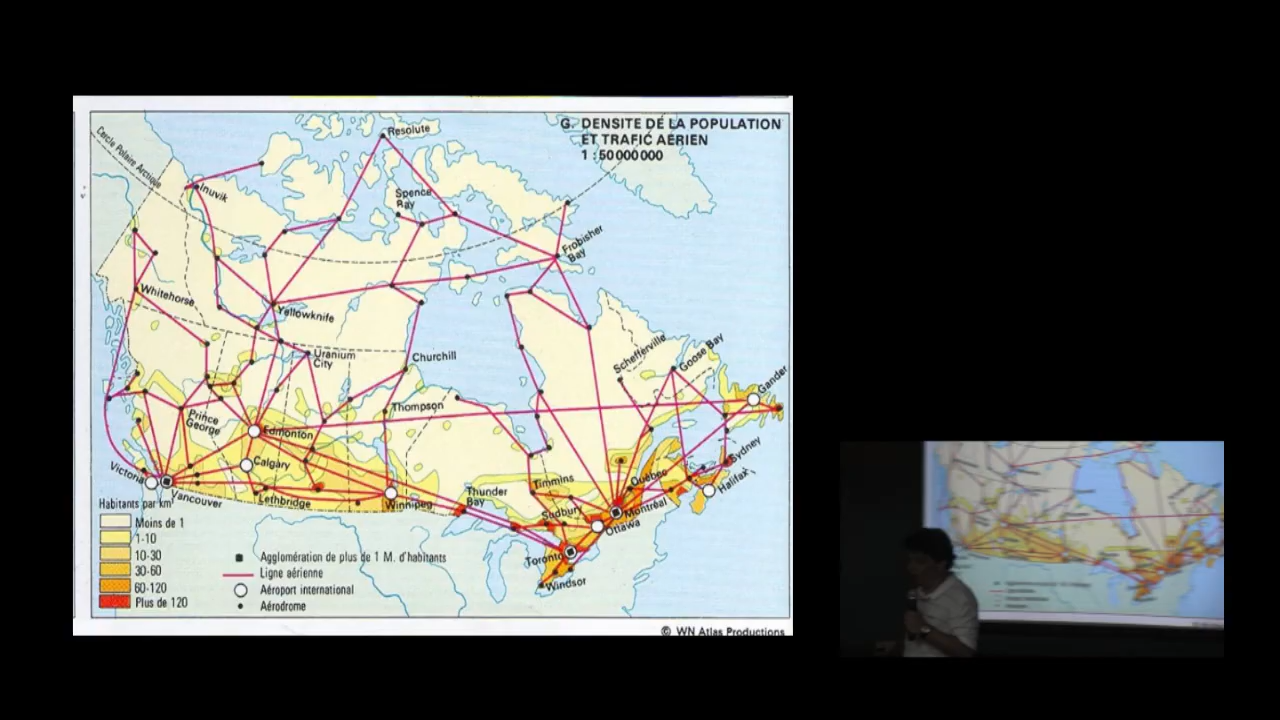 G. DENSITE DE LA POPULATION
ET TRAFIC AÉRIEN
1 : 50 000 000
Cercle Polaire Arctique
Resolute
Inuvik
Spence
Bay
Frobisher
Bay
Whitehorse
Yellowknife
Uranium
City
Churchill
Schefferville
Goose Bay
Gander
Thompson
Prince
George
Edmonton
Calgary
Victoria
Vancouver
Lethbridge
Winnipeg
Thunder
Bay
Timmins
Sudbury
Québec
Montréal
Ottawa
Toronto
Windsor
Sydney
Halifax
Habitants par km²
Moins de 1
1-10
10-30
30-60
60-120
Plus de 120
Agglomération de plus de 1 M. d'habitants
Ligne aérienne
Aéroport international
Aérodrome
© WN Atlas Productions